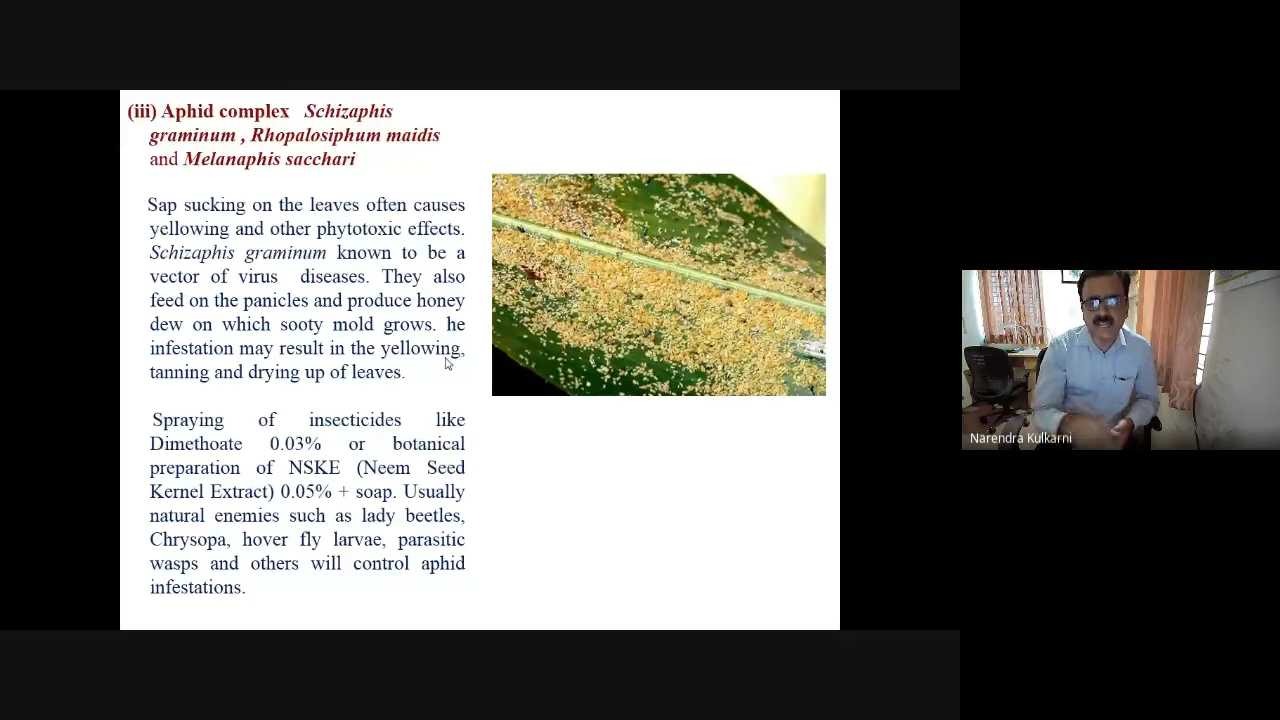 (iii) Aphid complex Schizaphis
graminum , Rhopalosiphum maidis
and Melanaphis sacchari
Sap sucking on the leaves often causes
yellowing and other phytotoxic effects.
Schizaphis graminum known to be a
vector of virus diseases. They also
feed on the panicles and produce honey
dew on which sooty mold grows. he
infestation may result in the yellowing,
tanning and drying up of leaves.
Spraying of insecticides like
Dimethoate 0.03% or botanical
preparation of NSKE (Neem Seed
Kernel Extract) 0.05% + soap. Usually
natural enemies such as lady beetles,
Chrysopa, hover fly larvae, parasitic
wasps and others will control aphid
infestations.
Narendra Kulkarni